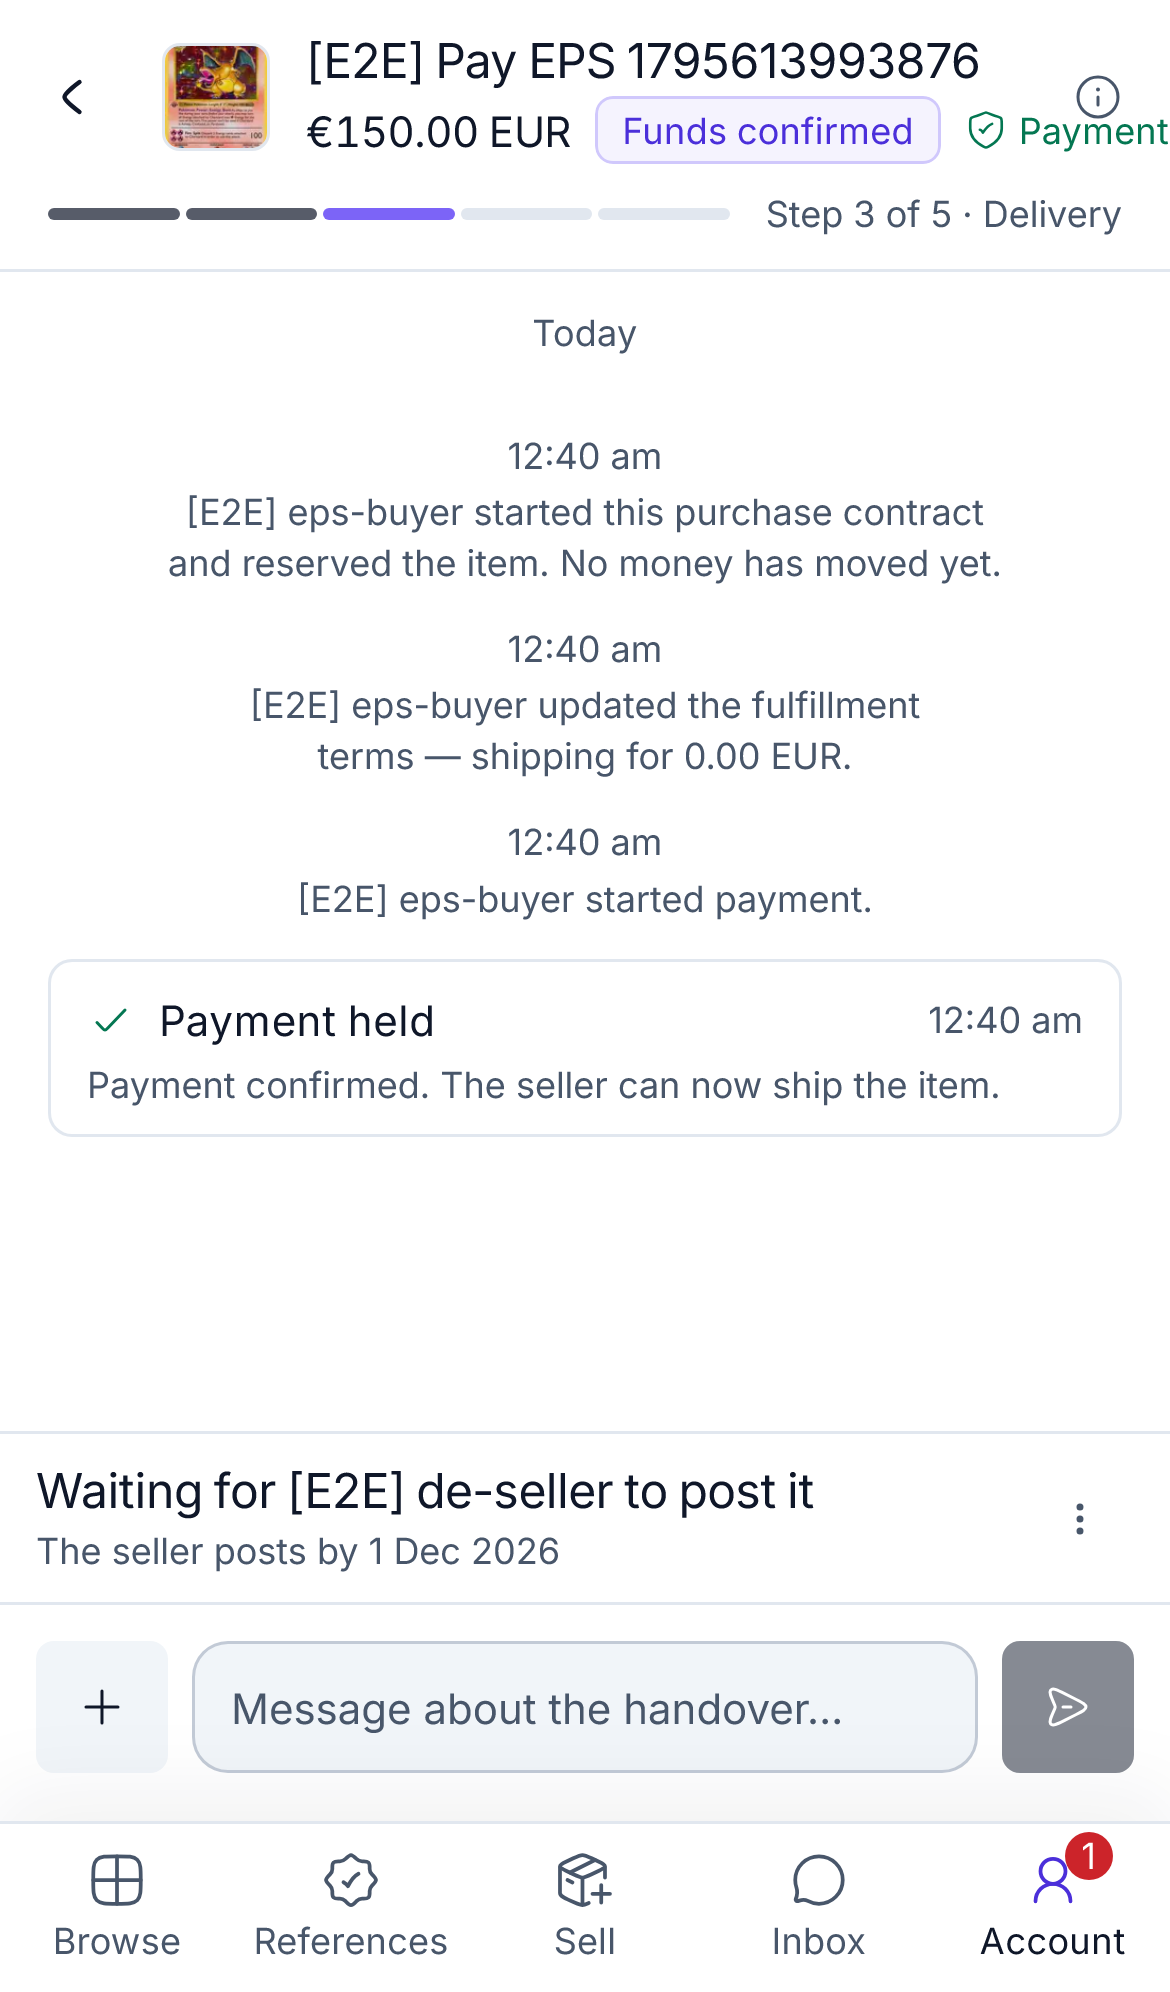 [E2E] Pay EPS 1795613993876
€150.00 EUR Funds confirmed Payment
Step 3 of 5 · Delivery
Today
12:40 am
[E2E] eps-buyer started this purchase contract
and reserved the item. No money has moved yet.
12:40 am
[E2E] eps-buyer updated the fulfillment
terms — shipping for 0.00 EUR.
12:40 am
[E2E] eps-buyer started payment.
Payment held 12:40 am
Payment confirmed. The seller can now ship the item.
Waiting for [E2E] de-seller to post it
The seller posts by 1 Dec 2026
Message about the handover...
1
Browse References Sell Inbox Account